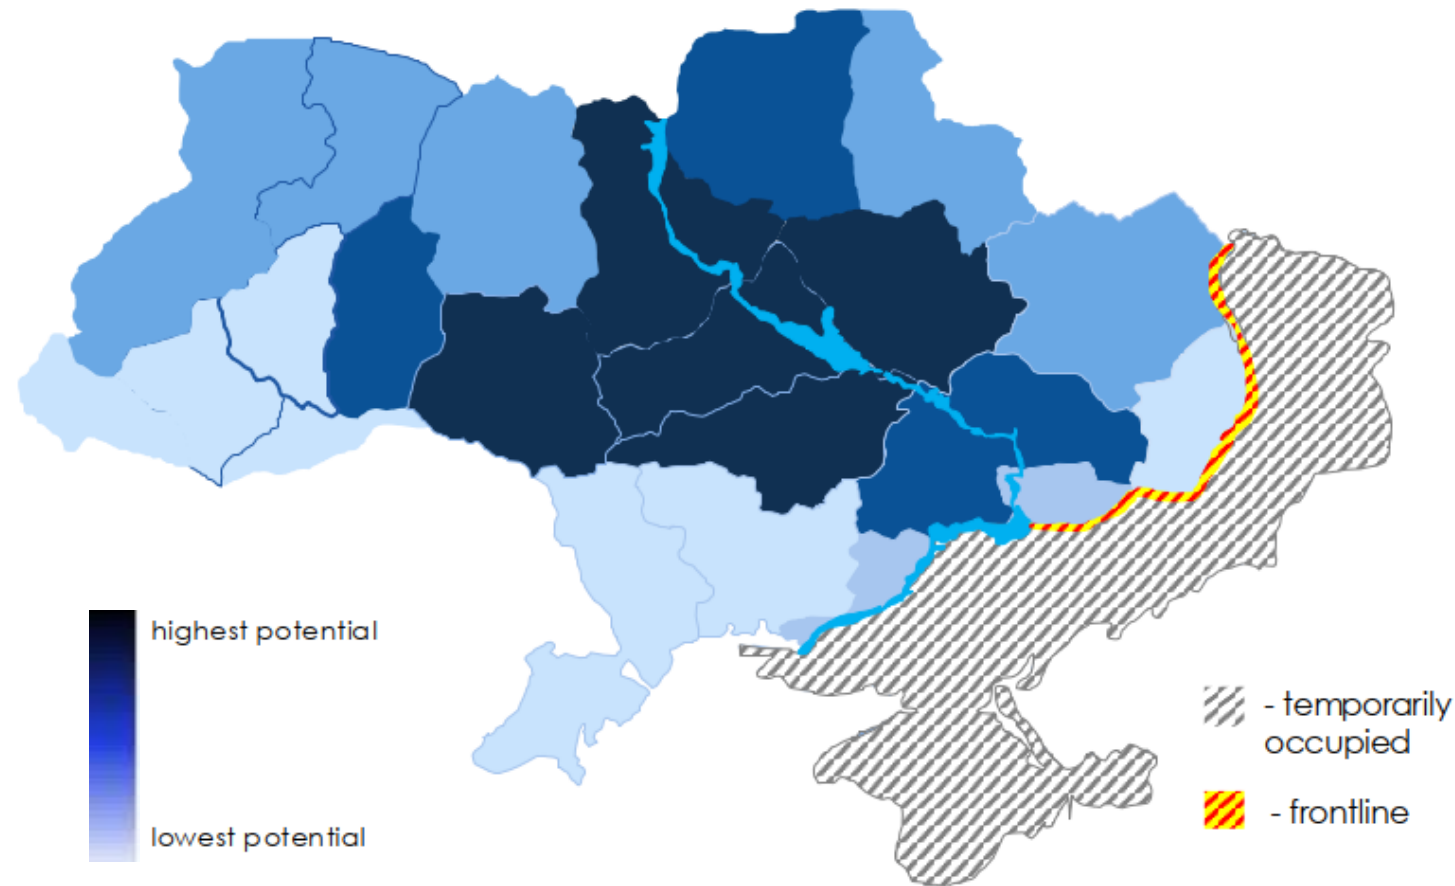 highest potential
lowest potential
- temporarily
occupied
- frontline